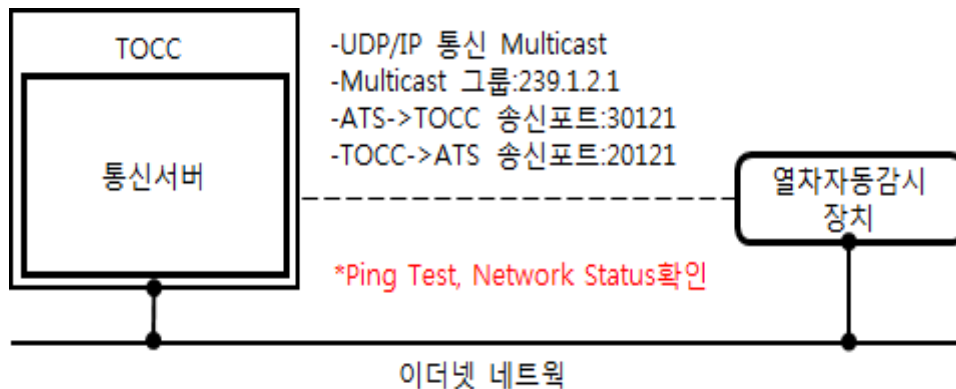 TOCC
통신서버
-UDP/IP 통신 Multicast
-Multicast 그룹:239.1.2.1
-ATS->TOCC 송신포트:30121
-TOCC->ATS 송신포트:20121
열차자동감시
장치
*Ping Test, Network Status확인
이더넷 네트웍